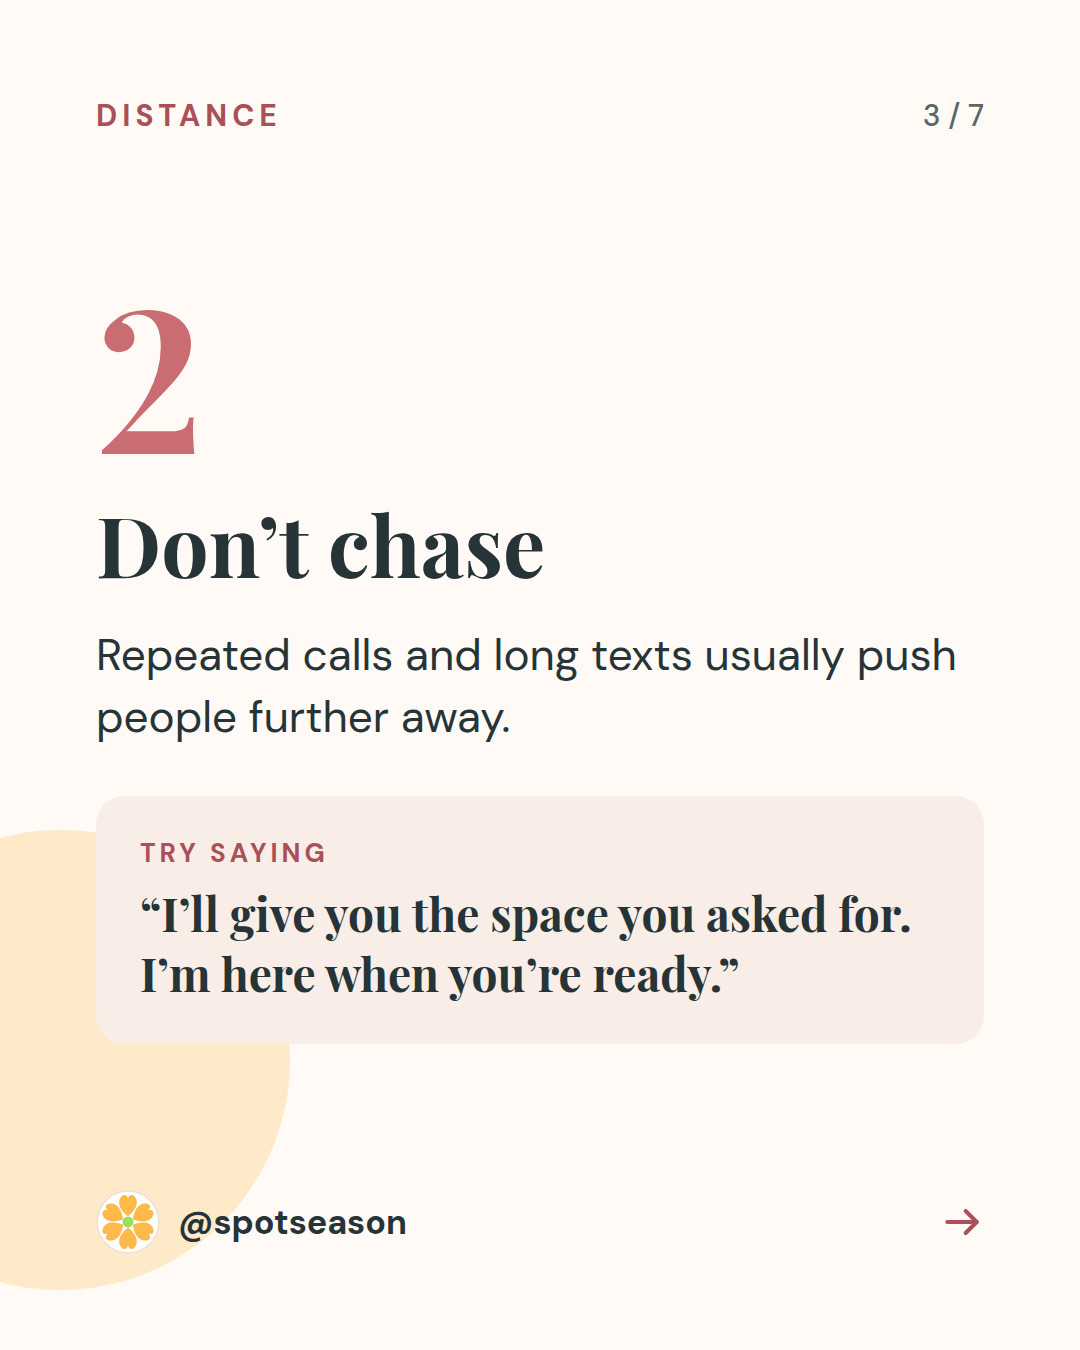 DISTANCE
3 / 7
2
Don’t chase
Repeated calls and long texts usually push
people further away.
TRY SAYING
“I’ll give you the space you asked for.
I’m here when you’re ready.”
@spotseason